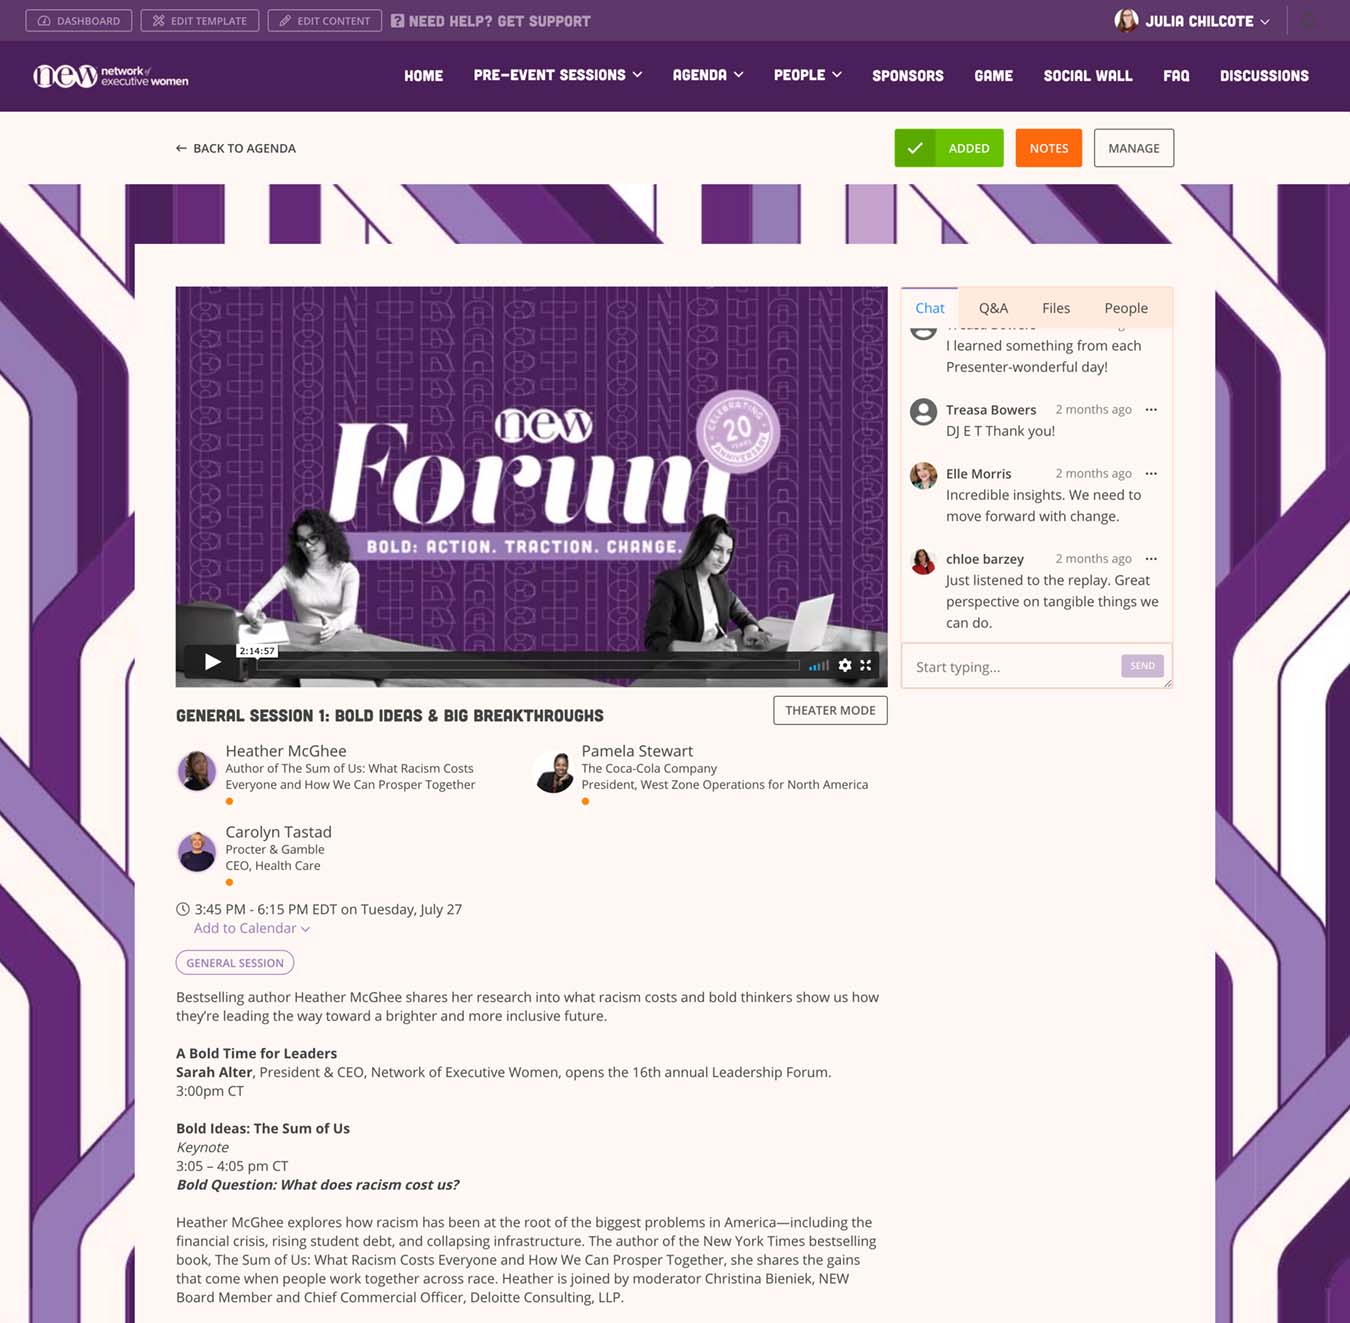 DASHBOARD
EDIT TEMPLATE
EDIT CONTENT
NEED HELP? GET SUPPORT
JULIA CHILCOTE
new network of
executive women
HOME
PRE-EVENT SESSIONS
AGENDA
PEOPLE
SPONSORS
GAME
SOCIAL WALL
FAQ
DISCUSSIONS
← BACK TO AGENDA
ADDED
NOTES
MANAGE
new
Forum
CELEBRATING
20
YEARS
ANNIVERSARY
BOLD: ACTION. TRACTION. CHANGE.
2:14:57
Chat
Q&A
Files
People
Treasa Bowers
I learned something from each
Presenter-wonderful day!
Treasa Bowers 2 months ago ...
DJ E T Thank you!
Elle Morris 2 months ago ...
Incredible insights. We need to
move forward with change.
chloe barzey 2 months ago ...
Just listened to the replay. Great
perspective on tangible things we
can do.
Start typing...
SEND
GENERAL SESSION 1: BOLD IDEAS & BIG BREAKTHROUGHS
THEATER MODE
Heather McGhee
Author of The Sum of Us: What Racism Costs
Everyone and How We Can Prosper Together
Pamela Stewart
The Coca-Cola Company
President, West Zone Operations for North America
Carolyn Tastad
Procter & Gamble
CEO, Health Care
3:45 PM - 6:15 PM EDT on Tuesday, July 27
Add to Calendar
GENERAL SESSION
Bestselling author Heather McGhee shares her research into what racism costs and bold thinkers show us how
they're leading the way toward a brighter and more inclusive future.
A Bold Time for Leaders
Sarah Alter, President & CEO, Network of Executive Women, opens the 16th annual Leadership Forum.
3:00pm CT
Bold Ideas: The Sum of Us
Keynote
3:05 – 4:05 pm CT
Bold Question: What does racism cost us?
Heather McGhee explores how racism has been at the root of the biggest problems in America—including the
financial crisis, rising student debt, and collapsing infrastructure. The author of the New York Times bestselling
book, The Sum of Us: What Racism Costs Everyone and How We Can Prosper Together, she shares the gains
that come when people work together across race. Heather is joined by moderator Christina Bieniek, NEW
Board Member and Chief Commercial Officer, Deloitte Consulting, LLP.